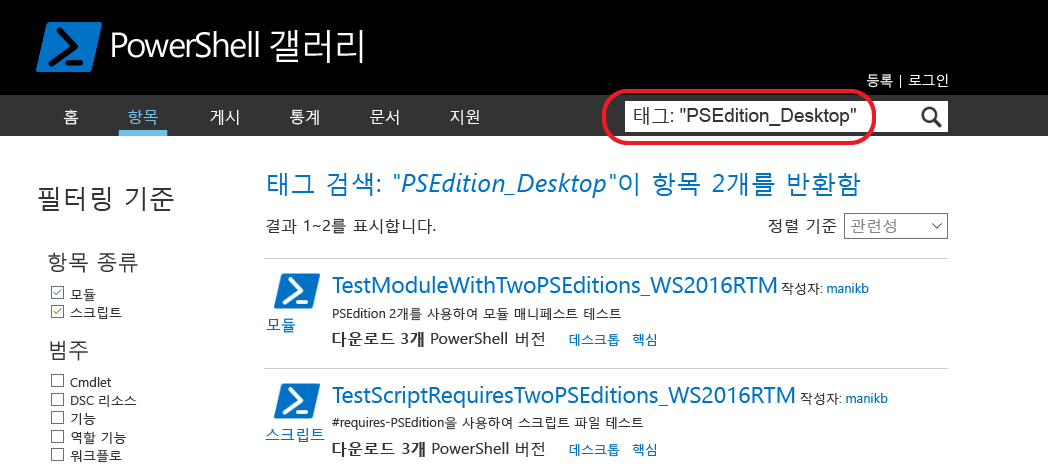 PowerShell 갤러리
등록 | 로그인
홈 항목 게시 통계 문서 지원 태그: "PSEdition_Desktop"
필터링 기준
항목 종류
모듈
스크립트
범주
Cmdlet
DSC 리소스
기능
역할 기능
워크플로
태그 검색: "PSEdition_Desktop"이 항목 2개를 반환함
결과 1~2를 표시합니다. 정렬 기준 관련성
TestModuleWithTwoPSEditions_WS2016RTM 작성자: manikb
PSEdition 2개를 사용하여 모듈 매니페스트 테스트
모듈
다운로드 3개 PowerShell 버전 데스크톱 핵심
TestScriptRequiresTwoPSEditions_WS2016RTM 작성자: manikb
#requires-PSEdition을 사용하여 스크립트 파일 테스트
스크립트
다운로드 3개 PowerShell 버전 데스크톱 핵심